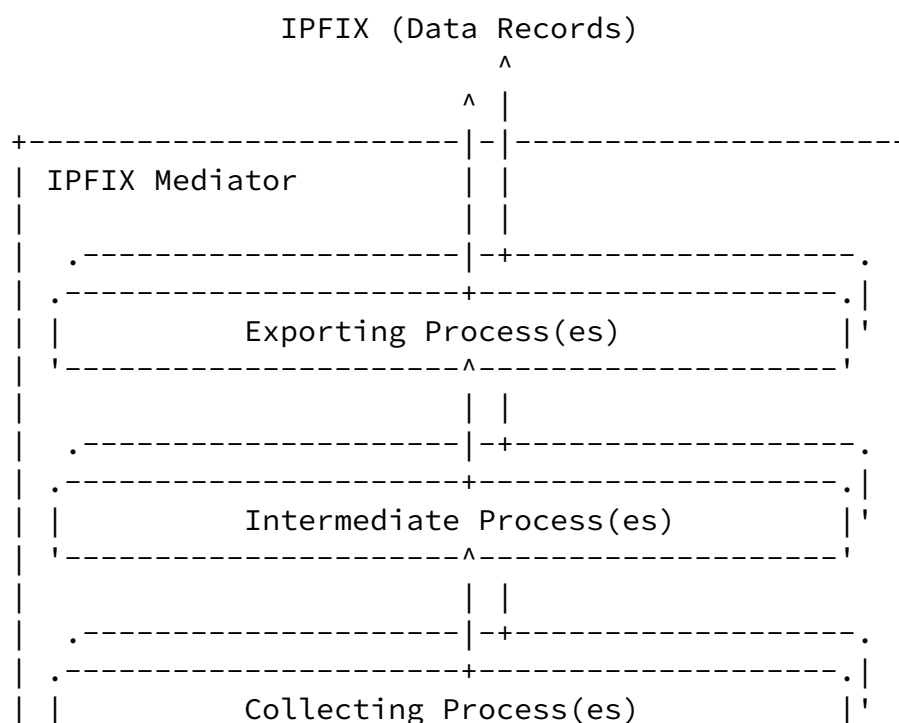 IPFIX (Data Records)
IPFIX Mediator
Exporting Process(es)
Intermediate Process(es)
Collecting Process(es)